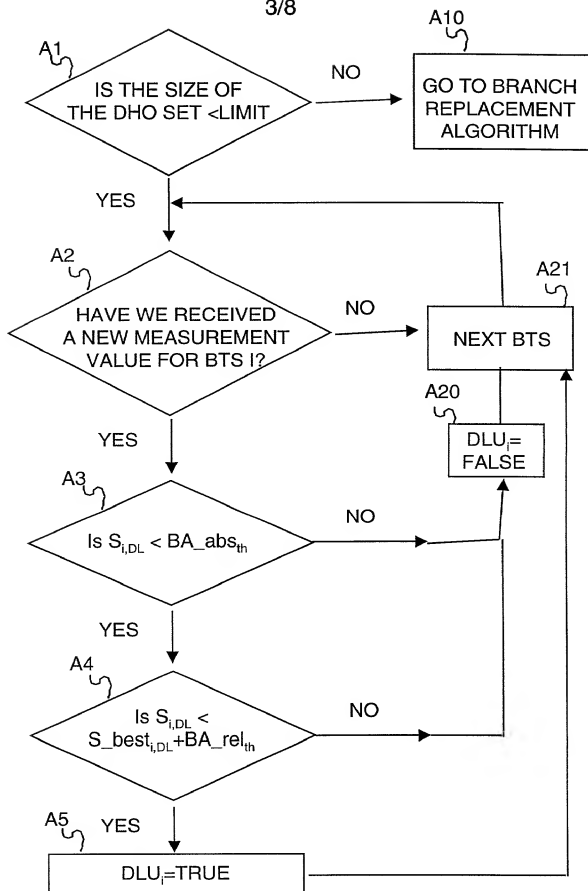 3/8
A1
IS THE SIZE OF
THE DHO SET <LIMIT
NO
A10
GO TO BRANCH
REPLACEMENT
ALGORITHM
YES
A2
HAVE WE RECEIVED
A NEW MEASUREMENT
VALUE FOR BTS I?
NO
A21
NEXT BTS
A20
DLUi=
FALSE
YES
A3
Is Si,DL < BA_absth
NO
YES
A4
Is Si,DL <
S_besti,DL+BA_relth
NO
YES
A5
DLUi=TRUE